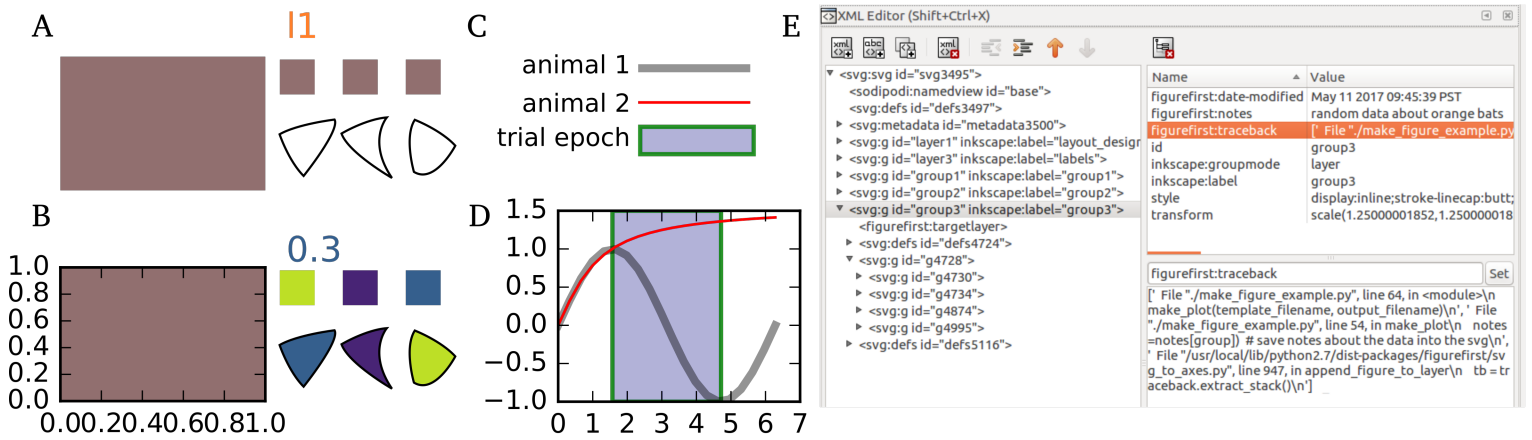 A
l1
B
0.3
1.0
0.8
0.6
0.4
0.2
0.0
0.00.20.40.60.81.0
C
animal 1
animal 2
trial epoch
D
1.5
1.0
0.5
0.0
−0.5
−1.0
0 1 2 3 4 5 6 7
E
XML Editor (Shift+Ctrl+X)
xml abc xml
<svg:svg id="svg3495">
<sodipodi:namedview id="base">
<svg:defs id="defs3497">
<svg:metadata id="metadata3500">
<svg:g id="layer1" inkscape:label="layout_desigr
<svg:g id="layer3" inkscape:label="labels">
<svg:g id="group1" inkscape:label="group1">
<svg:g id="group2" inkscape:label="group2">
<svg:g id="group3" inkscape:label="group3">
<figurefirst:targetlayer>
<svg:defs id="defs4724">
<svg:g id="g4728">
<svg:g id="g4730">
<svg:g id="g4734">
<svg:g id="g4874">
<svg:g id="g4995">
<svg:defs id="defs5116">
Name Value
figurefirst:date-modified May 11 2017 09:45:39 PST
figurefirst:notes random data about orange bats
figurefirst:traceback [' File "./make_figure_example.py
id group3
inkscape:groupmode layer
inkscape:label group3
style display:inline;stroke-linecap:butt;
transform scale(1.25000001852,1.250000018
figurefirst:traceback Set
[' File "./make_figure_example.py", line 64, in <module>\n
make_plot(template_filename, output_filename)\n', ' File
"./make_figure_example.py", line 54, in make_plot\n notes
=notes[group]) # save notes about the data into the svg\n',
' File "/usr/local/lib/python2.7/dist-packages/figurefirst/sv
g_to_axes.py", line 947, in append_figure_to_layer\n tb = tr
aceback.extract_stack()\n']